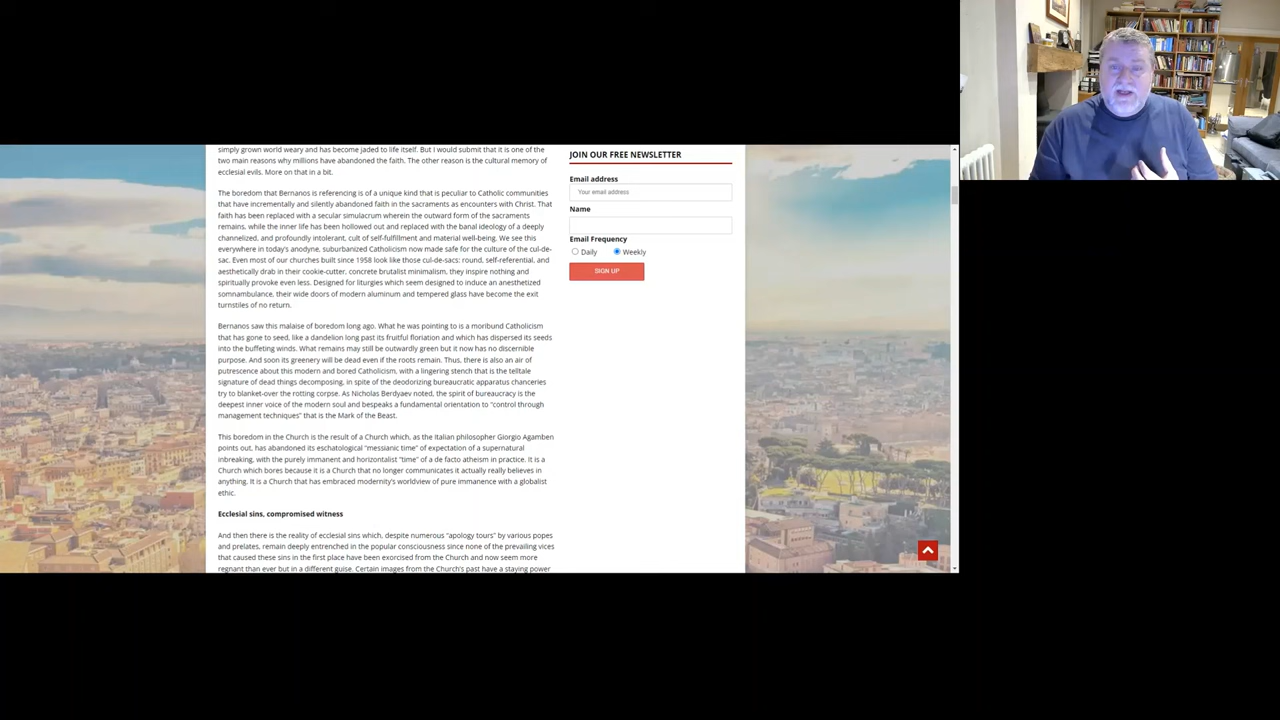 simply grown world weary and has become jaded to life itself. But I would submit that it is one of the
two main reasons why millions have abandoned the faith. The other reason is the cultural memory of
ecclesial evils. More on that in a bit.
The boredom that Bernanos is referencing is of a unique kind that is peculiar to Catholic communities
that have incrementally and silently abandoned faith in the sacraments as encounters with Christ. That
faith has been replaced with a secular simulacrum wherein the outward form of the sacraments
remains, while the inner life has been hollowed out and replaced with the banal ideology of a deeply
channelized, and profoundly intolerant, cult of self-fulfillment and material well-being. We see this
everywhere in today's anodyne, suburbanized Catholicism now made safe for the culture of the cul-de-
sac. Even most of our churches built since 1958 look like those cul-de-sacs: round, self-referential, and
aesthetically drab in their cookie-cutter, concrete brutalist minimalism, they inspire nothing and
spiritually provoke even less. Designed for liturgies which seem designed to induce an anesthetized
somnambulance, their wide doors of modern aluminum and tempered glass have become the exit
turnstiles of no return.
Bernanos saw this malaise of boredom long ago. What he was pointing to is a moribund Catholicism
that has gone to seed, like a dandelion long past its fruitful floriation and which has dispersed its seeds
into the buffeting winds. What remains may still be outwardly green but it now has no discernible
purpose. And soon its greenery will be dead even if the roots remain. Thus, there is also an air of
putrescence about this modern and bored Catholicism, with a lingering stench that is the telltale
signature of dead things decomposing, in spite of the deodorizing bureaucratic apparatus chanceries
try to blanket-over the rotting corpse. As Nicholas Berdyaev noted, the spirit of bureaucracy is the
deepest inner voice of the modern soul and bespeaks a fundamental orientation to “control through
management techniques” that is the Mark of the Beast.
This boredom in the Church is the result of a Church which, as the Italian philosopher Giorgio Agamben
points out, has abandoned its eschatological “messianic time” of expectation of a supernatural
inbreaking, with the purely immanent and horizontalist “time” of a de facto atheism in practice. It is a
Church which bores because it is a Church that no longer communicates it actually really believes in
anything. It is a Church that has embraced modernity's worldview of pure immanence with a globalist
ethic.
Ecclesial sins, compromised witness
And then there is the reality of ecclesial sins which, despite numerous “apology tours” by various popes
and prelates, remain deeply entrenched in the popular consciousness since none of the prevailing vices
that caused these sins in the first place have been exorcised from the Church and now seem more
regnant than ever but in a different guise. Certain images from the Church's past have a staying power
JOIN OUR FREE NEWSLETTER
Email address
Your email address
Name
Email Frequency
Daily Weekly
SIGN UP